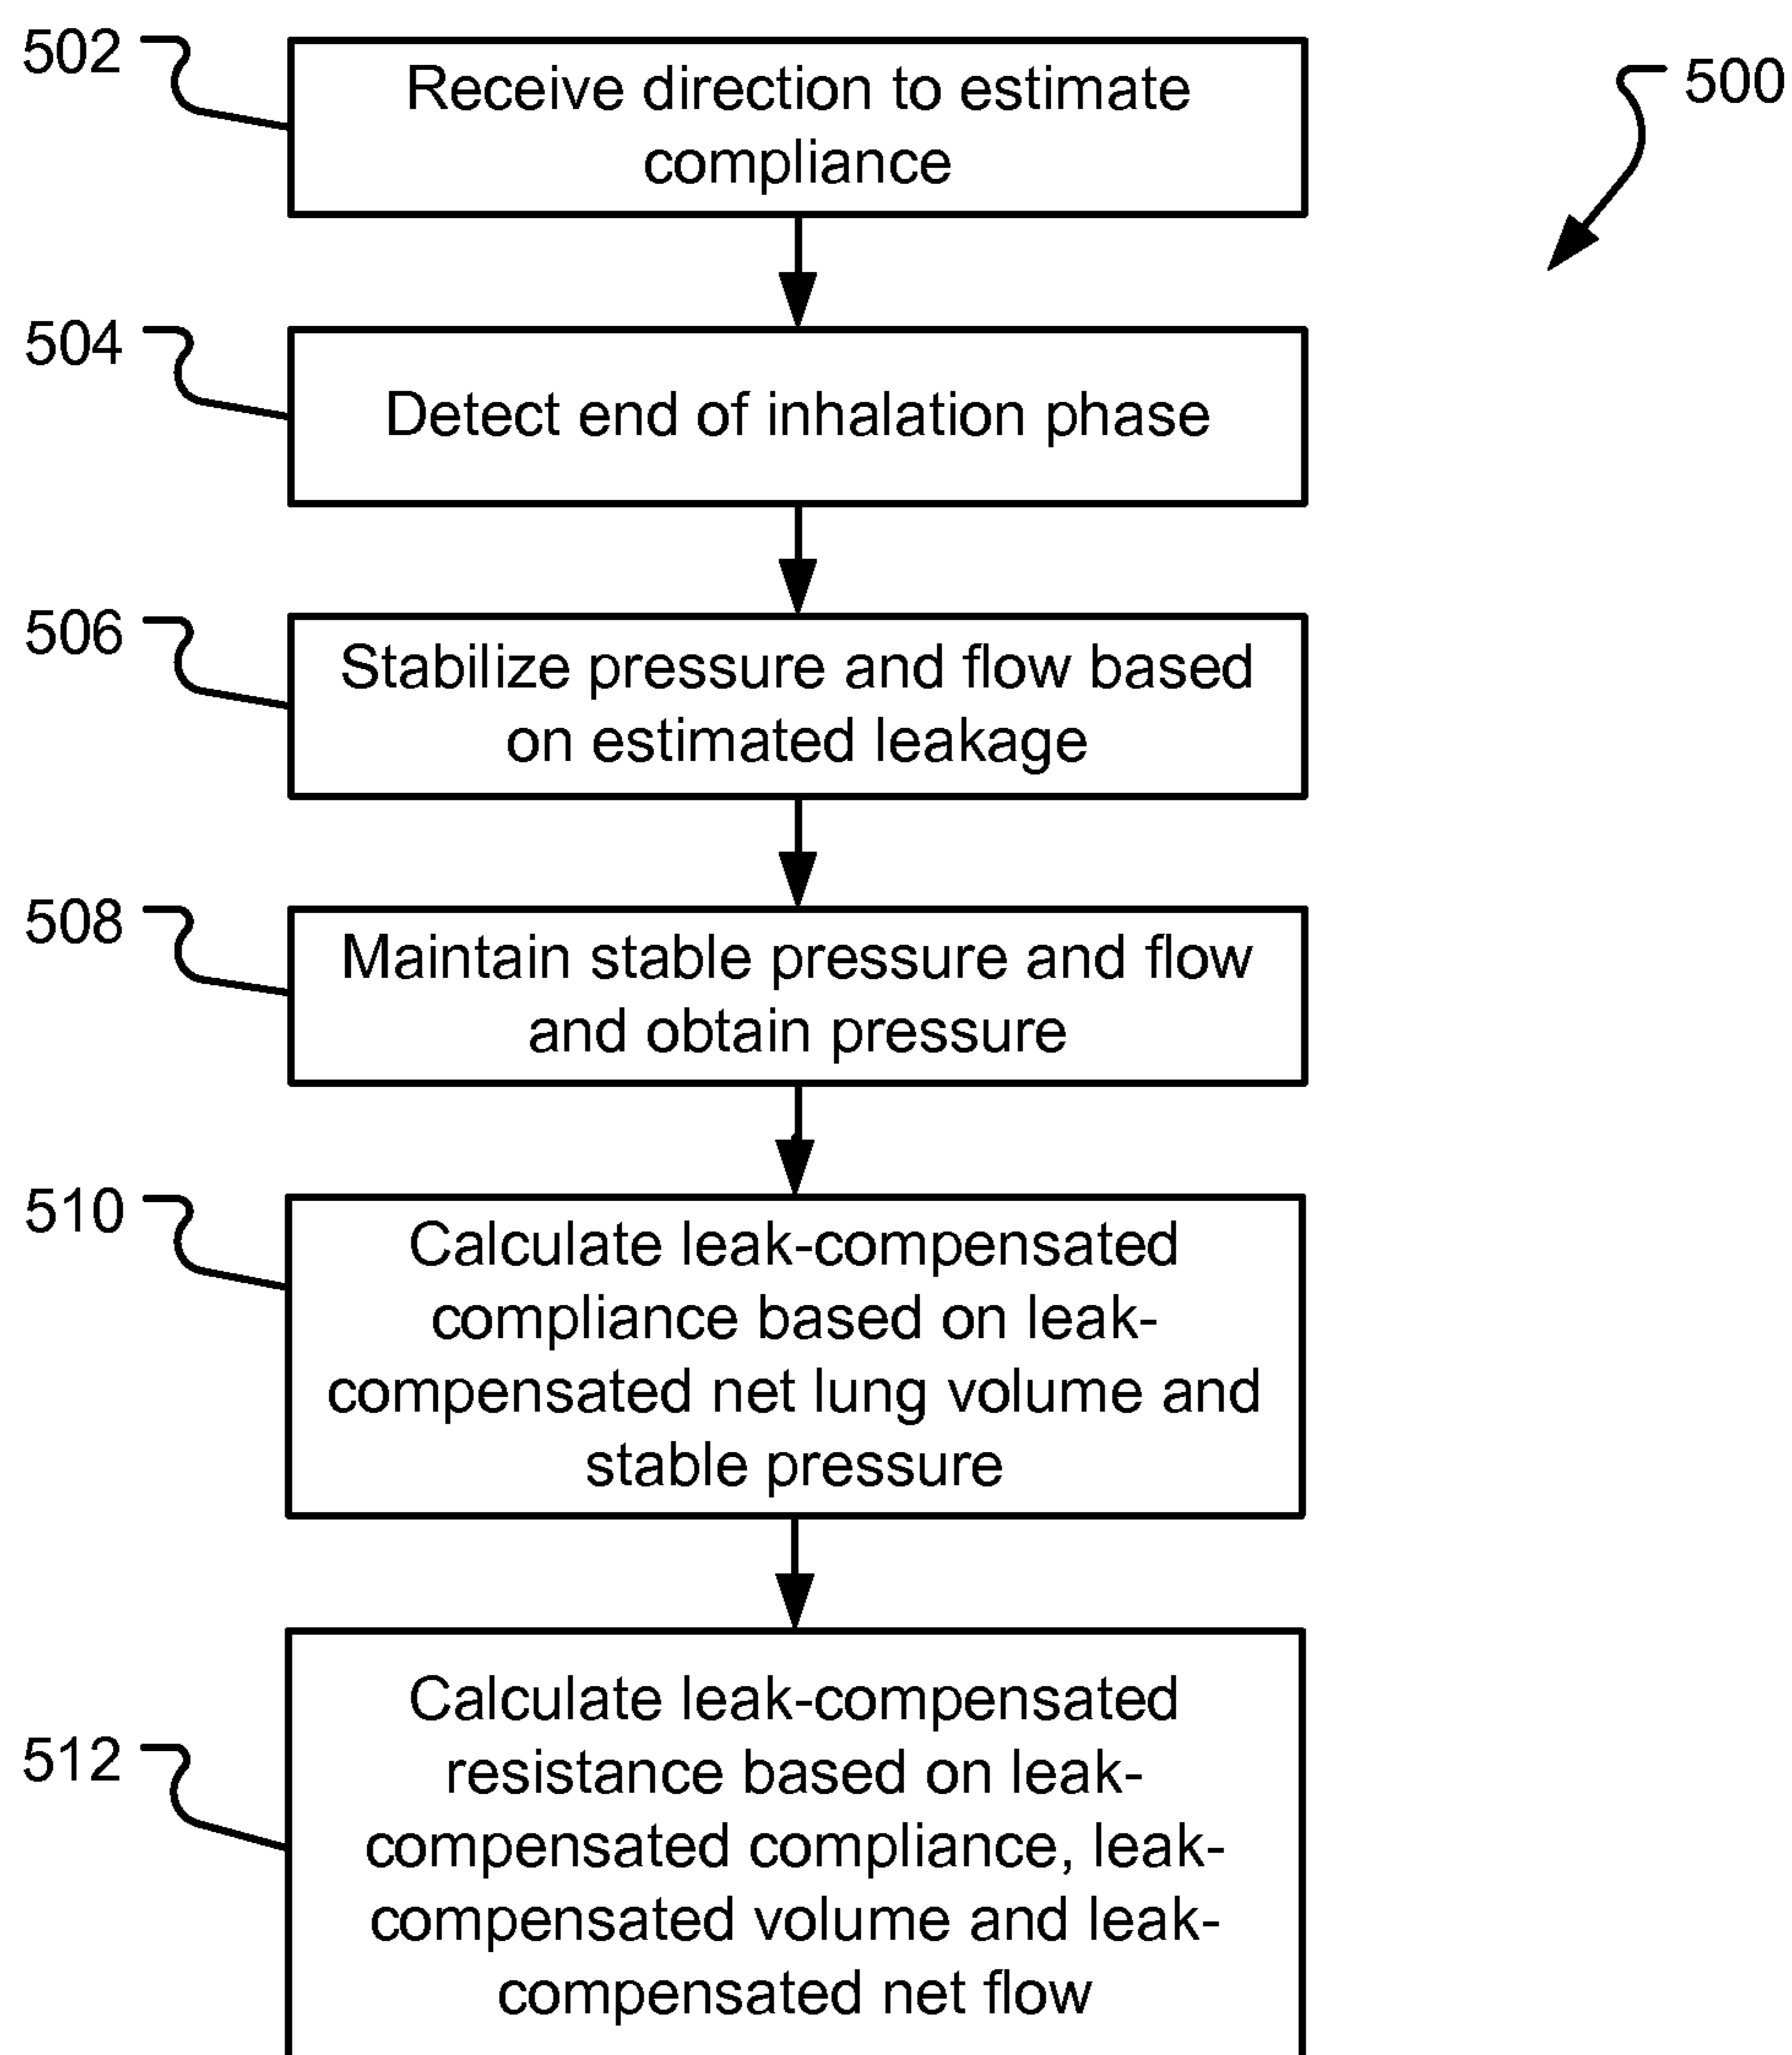 502
Receive direction to estimate
compliance
500
504
Detect end of inhalation phase
506
Stabilize pressure and flow based
on estimated leakage
508
Maintain stable pressure and flow
and obtain pressure
510
Calculate leak-compensated
compliance based on leak-
compensated net lung volume and
stable pressure
512
Calculate leak-compensated
resistance based on leak-
compensated compliance, leak-
compensated volume and leak-
compensated net flow